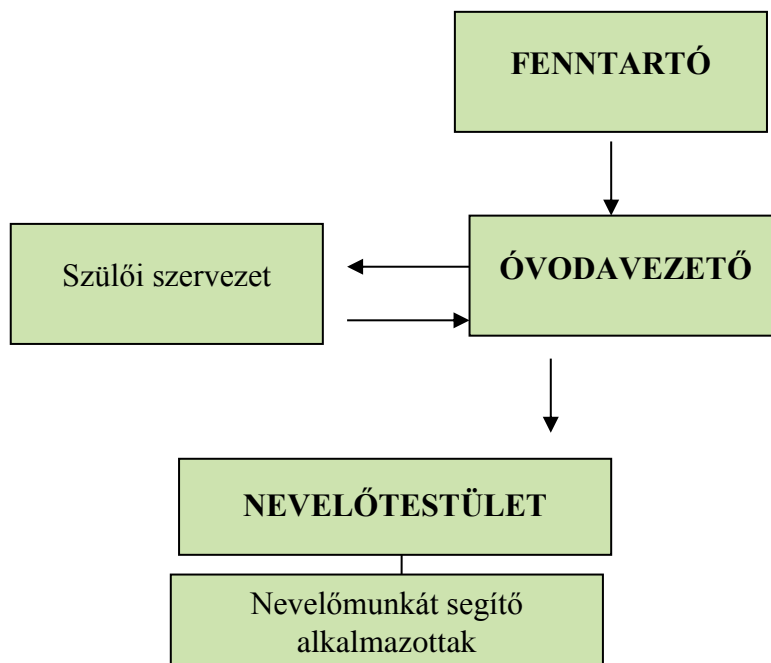 FENNTARTÓ
Szülői szervezet
ÓVODAVEZETŐ
NEVELŐTESTÜLET
Nevelőmunkát segítő
alkalmazottak